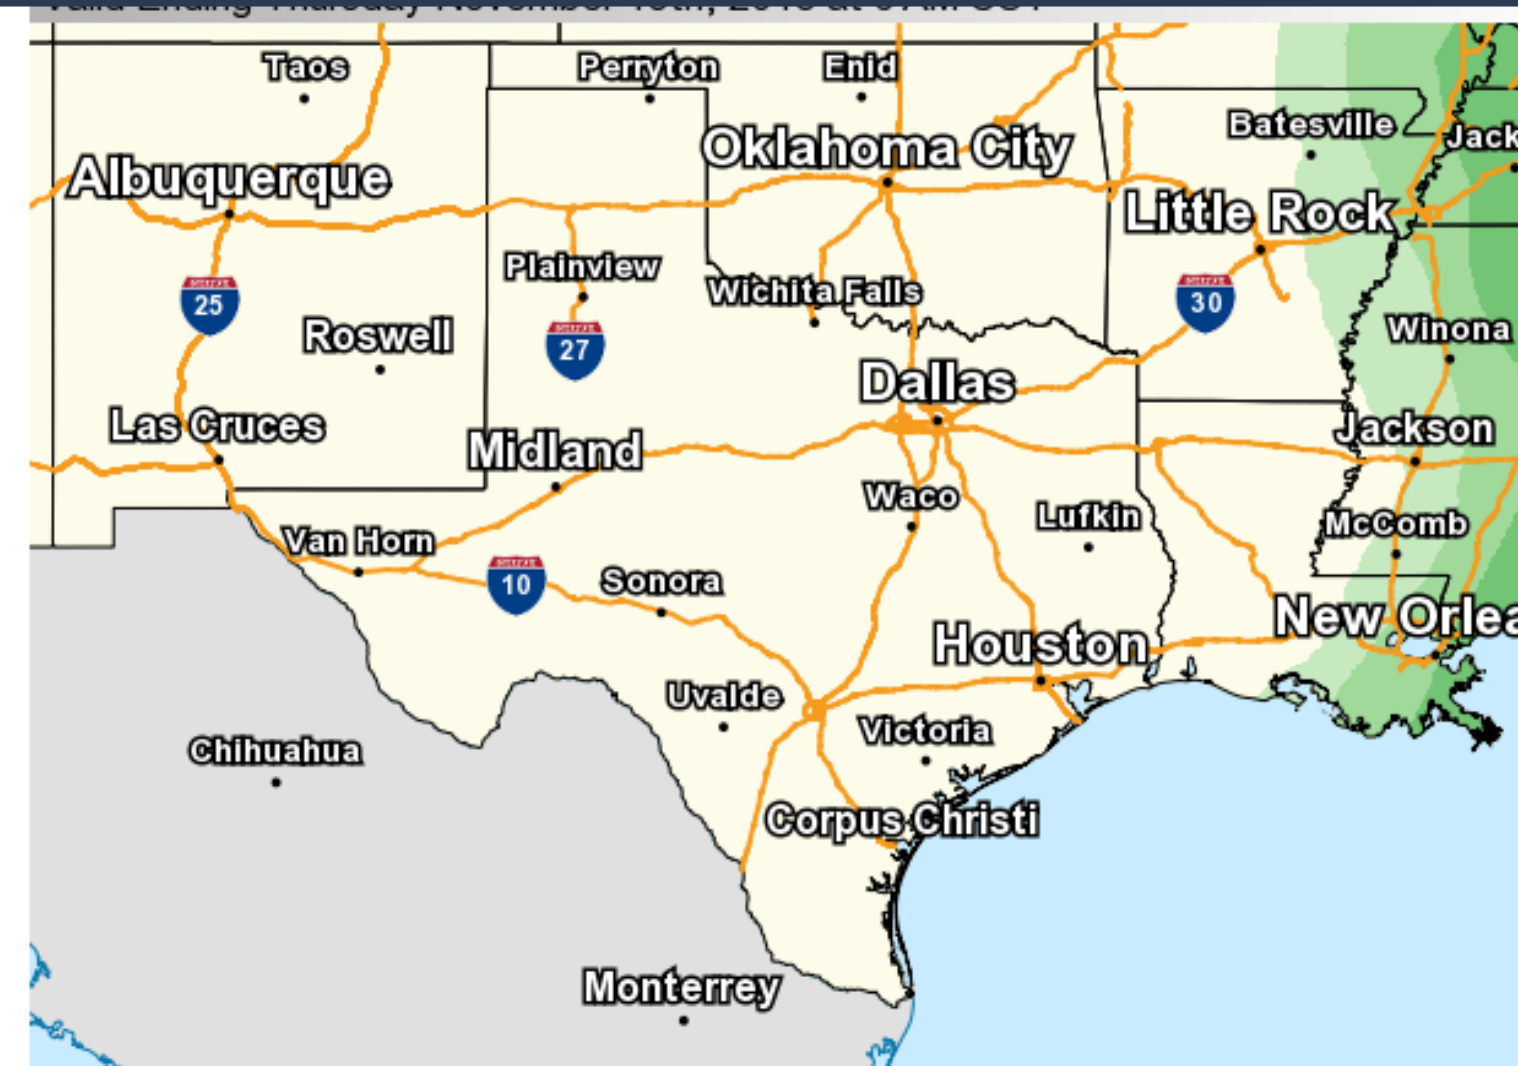 Taos
Perryton
Enid
Batesville
Jack
Oklahoma City
Albuquerque
Little Rock
Plainview
Wichita Falls
25
30
Roswell
27
Winona
Dallas
Las Cruces
Midland
Jackson
Waco
Lufkin
McComb
Van Horn
10
Sonora
New Orlea
Houston
Uvalde
Victoria
Chihuahua
Corpus Christi
Monterrey